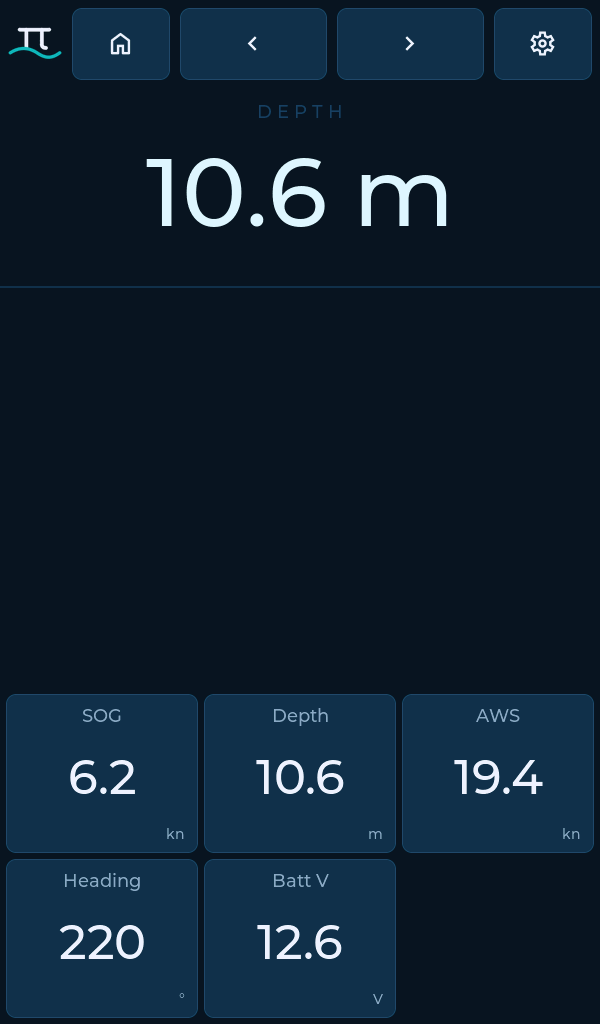 DEPTH
10.6 m
SOG Depth AWS
6.2 10.6 19.4
kn m kn
Heading Batt V
220 12.6
° V